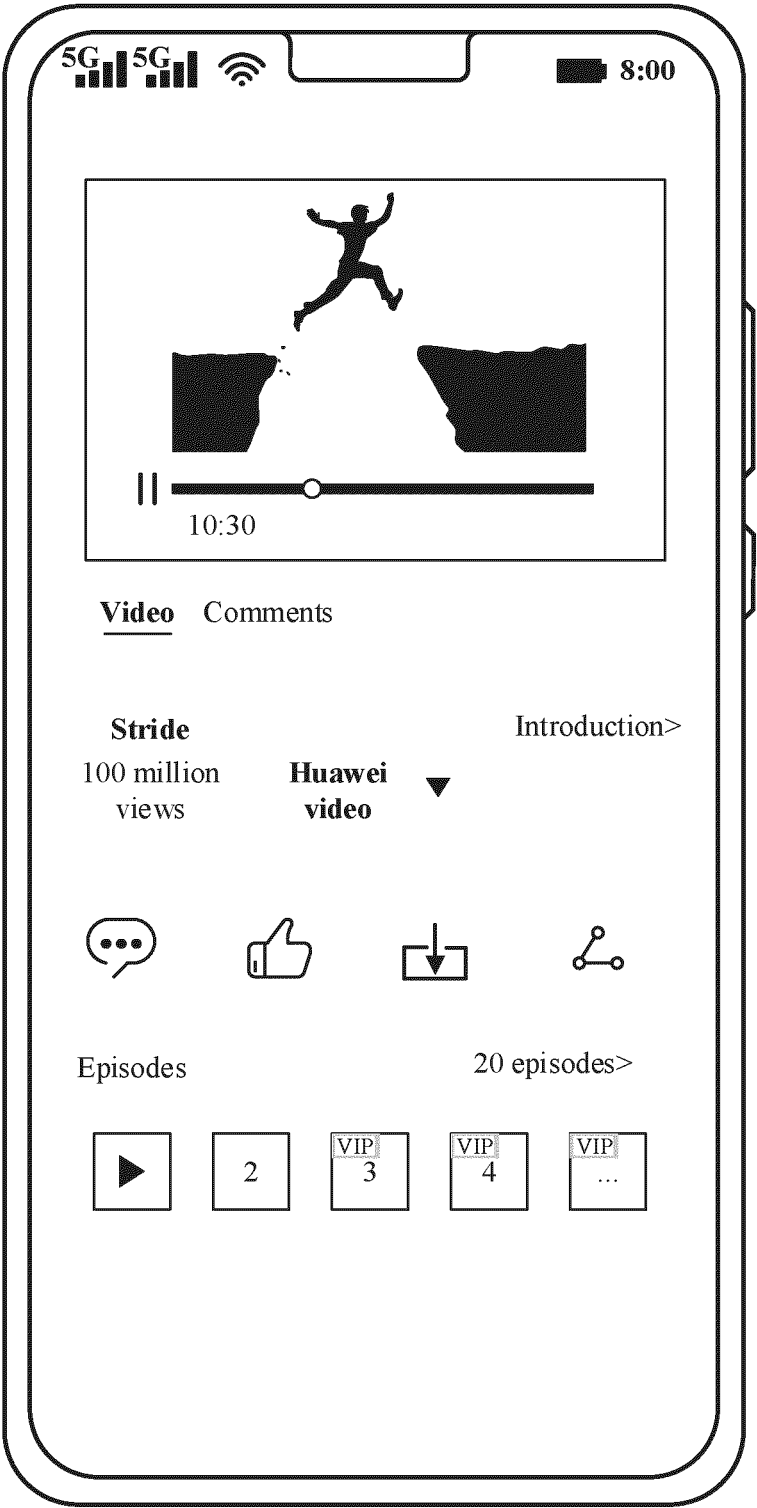 5G 5G 8:00
10:30
Video Comments
Stride Introduction>
100 million
views
Huawei
video
Episodes 20 episodes>
2 VIP 3 VIP 4 VIP ...